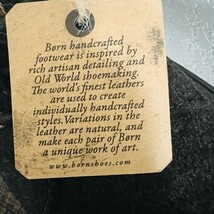 Børn handcrafted
footwear is inspired by
rich artisan detailing and
Old World shoemaking.
The world's finest leathers
are used to create
individually handcrafted
styles. Variations in the
leather are natural, and
make each pair of Børn
a unique work of art.
www.bornshoes.com